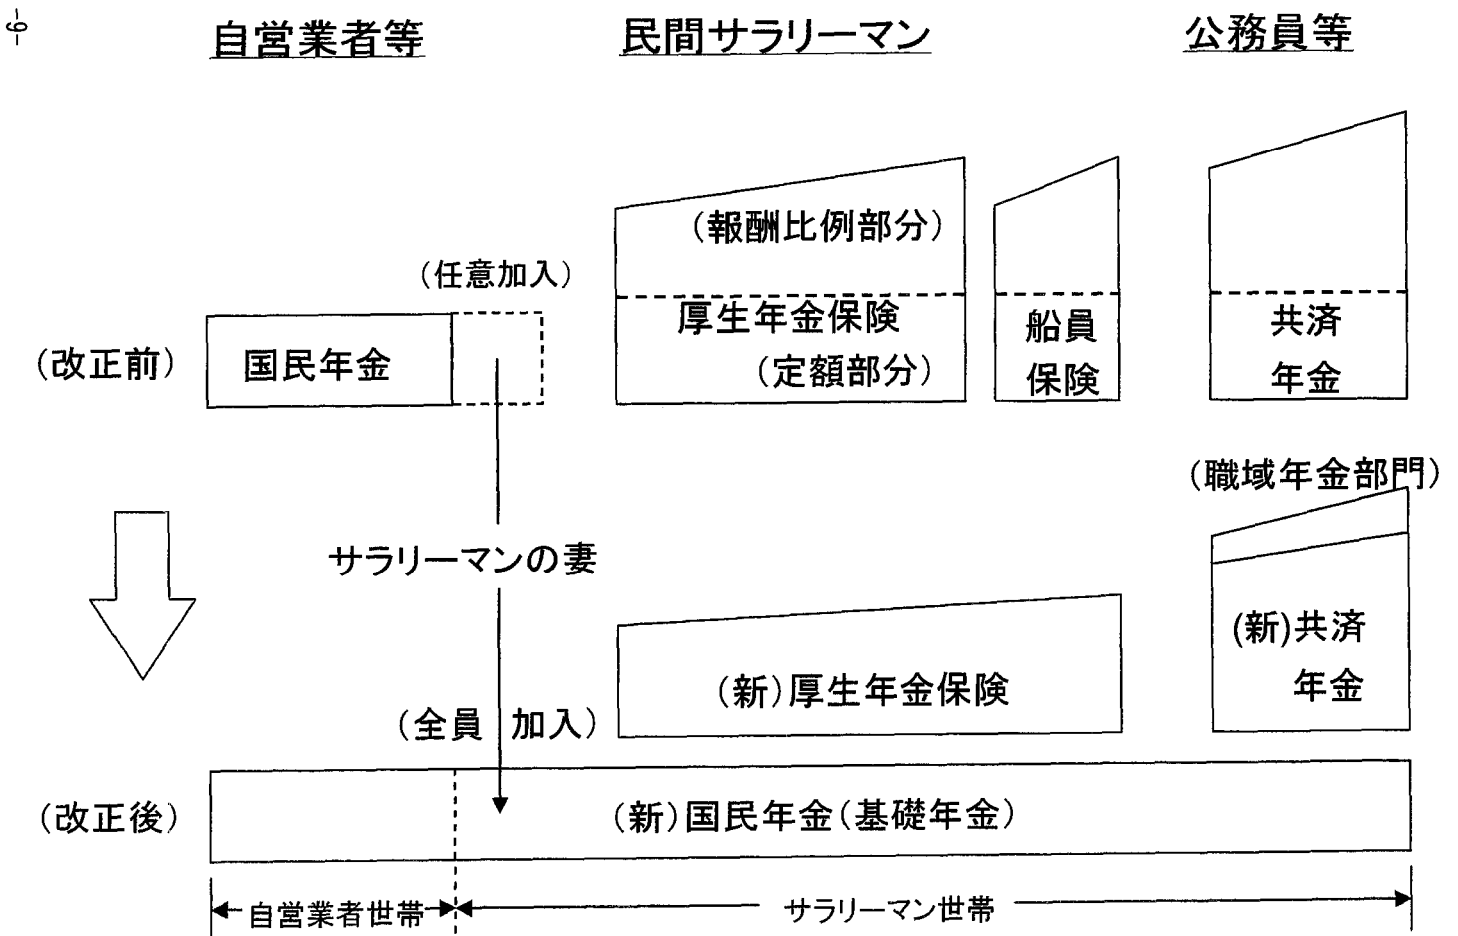 -6-
自営業者等
民間サラリーマン
公務員等
(報酬比例部分)
(任意加入)
(改正前)
国民年金
厚生年金保険
(定額部分)
船員
保険
共済
年金
(職域年金部門)
サラリーマンの妻
(新)共済
年金
(新)厚生年金保険
(全員 加入)
(改正後)
(新)国民年金(基礎年金)
自営業者世帯
サラリーマン世帯